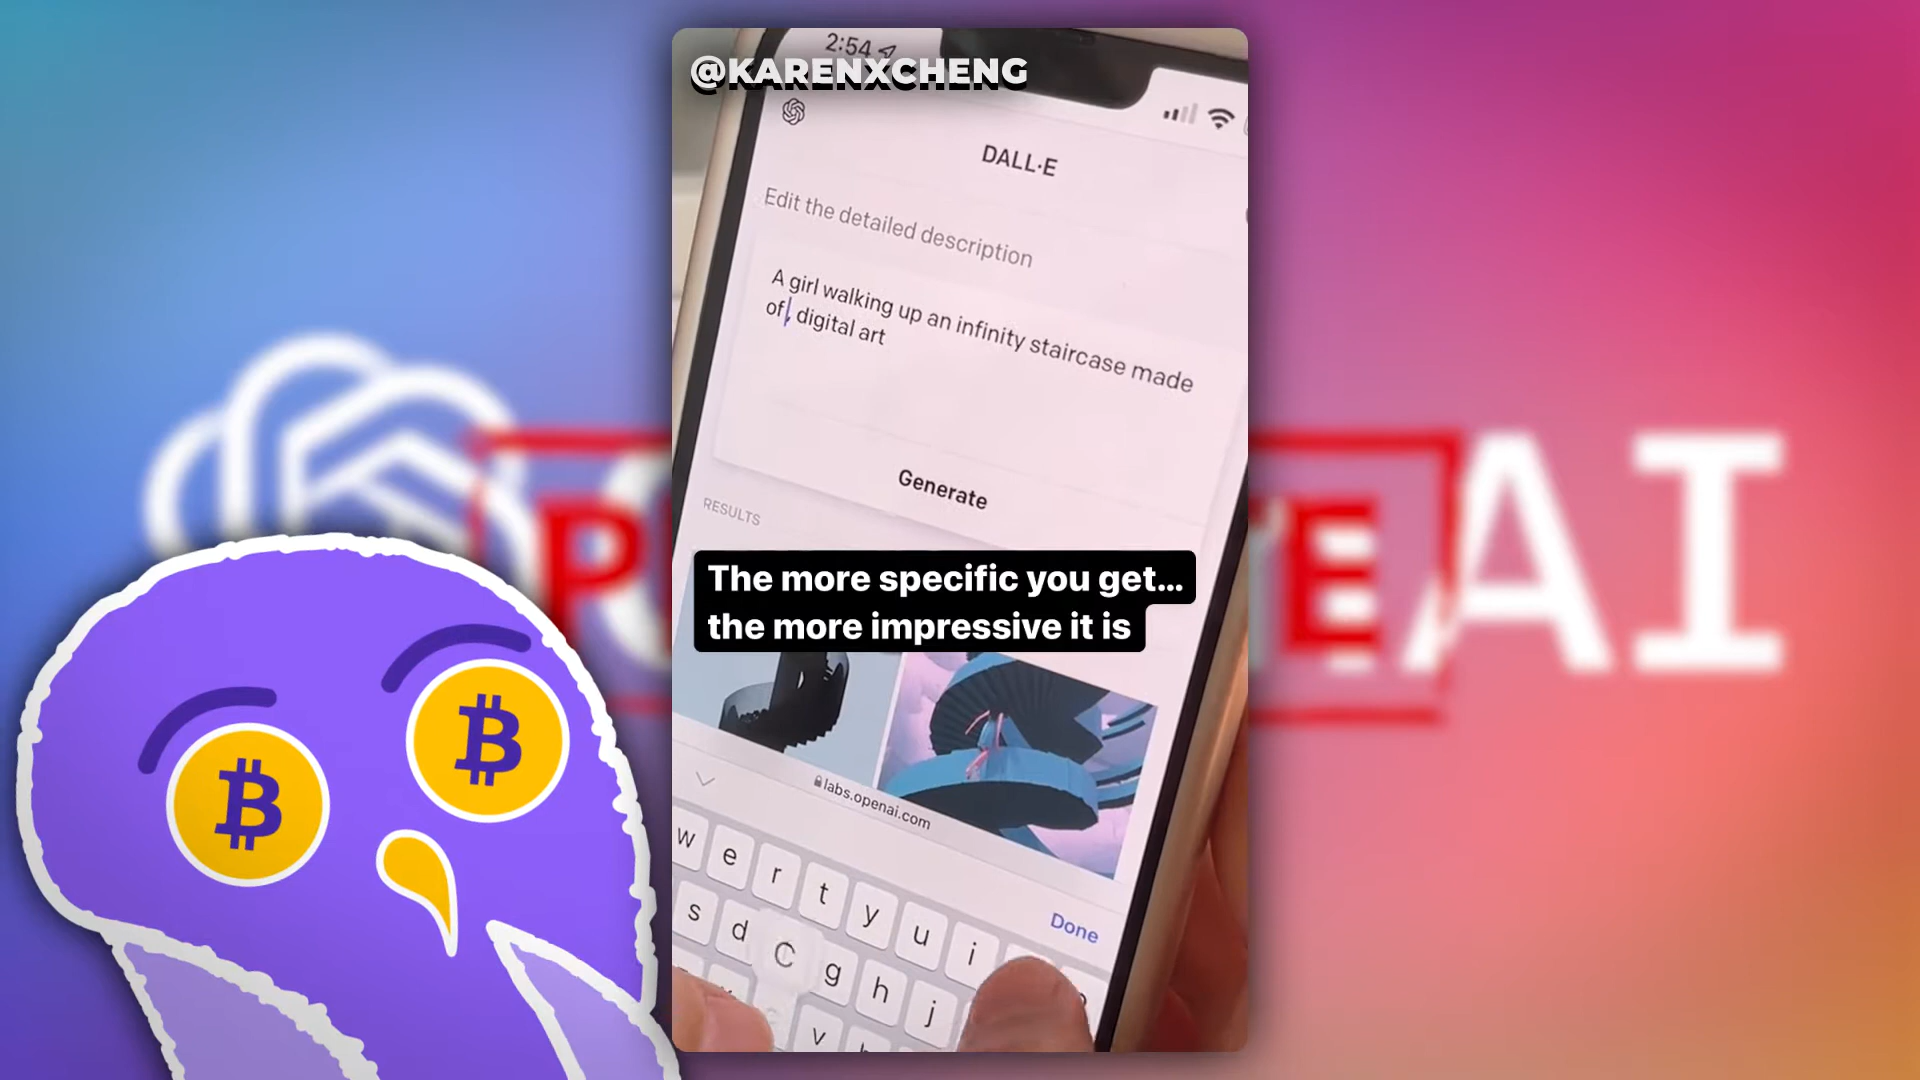 2:54
@KARENXCHENG
DALL·E
Edit the detailed description
A girl walking up an infinity staircase made
of, digital art
Generate
RESULTS
The more specific you get...
the more impressive it is
labs.openai.com
w e r t y u i
Done
s d C g h j
v
AI